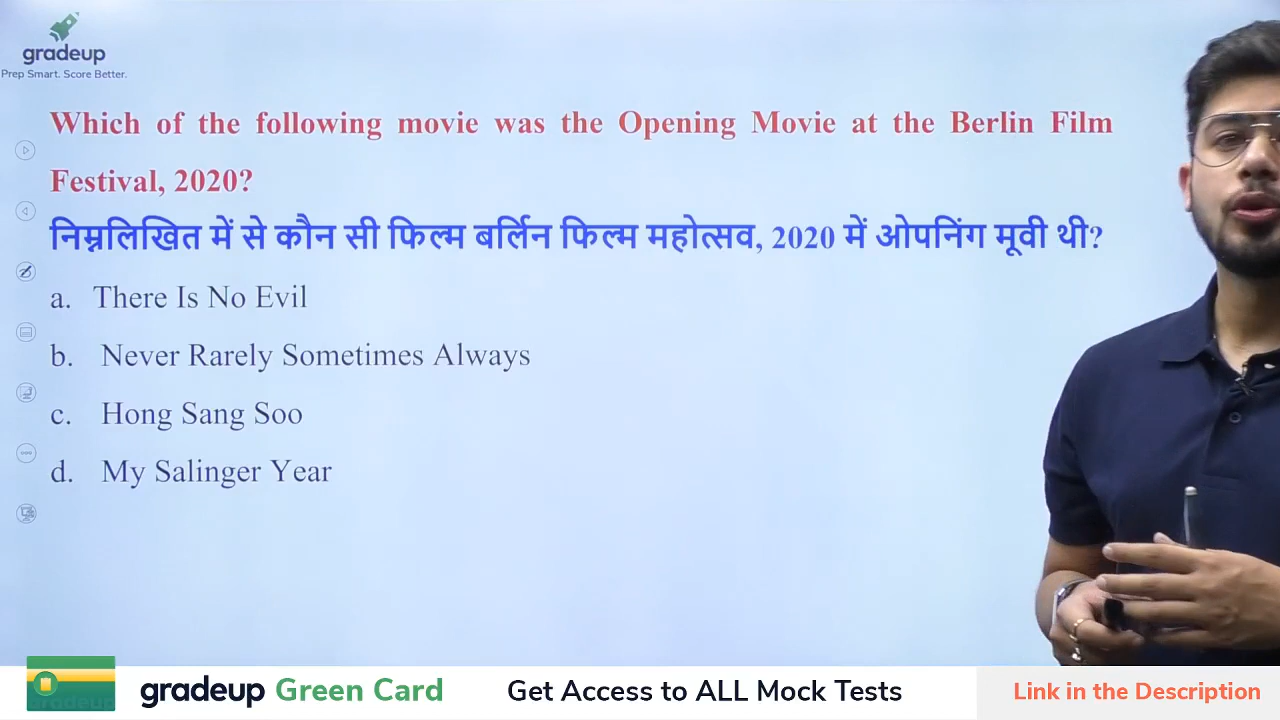 gradeup
Prep Smart. Score Better.
Which of the following movie was the Opening Movie at the Berlin Film
Festival, 2020?
निम्नलिखित में से कौन सी फिल्म बर्लिन फिल्म महोत्सव, 2020 में ओपनिंग मूवी थी?
a. There Is No Evil
b. Never Rarely Sometimes Always
c. Hong Sang Soo
d. My Salinger Year
gradeup
gradeup Green Card
Get Access to ALL Mock Tests
Link in the Description